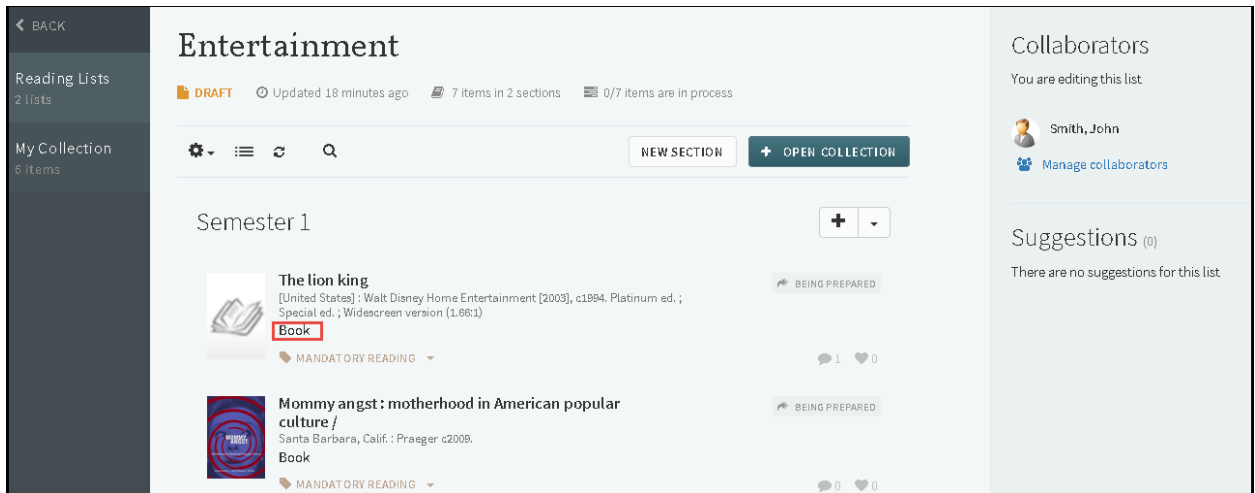 BACK
Reading Lists
2 lists
My Collection
6 items
Entertainment
DRAFT Updated 18 minutes ago 7 items in 2 sections 0/7 items are in process
NEW SECTION + OPEN COLLECTION
Semester 1
The lion king
BEING PREPARED
[United States] : Walt Disney Home Entertainment [2003], c1994. Platinum ed. ;
Special ed. ; Widescreen version (1.66:1)
Book
MANDATORY READING
1 0
Mommy angst : motherhood in American popular
culture /
BEING PREPARED
Santa Barbara, Calif. : Praeger c2009.
Book
MANDATORY READING
0 0
MOMMY
ANGST
Collaborators
You are editing this list
Smith, John
Manage collaborators
Suggestions (0)
There are no suggestions for this list